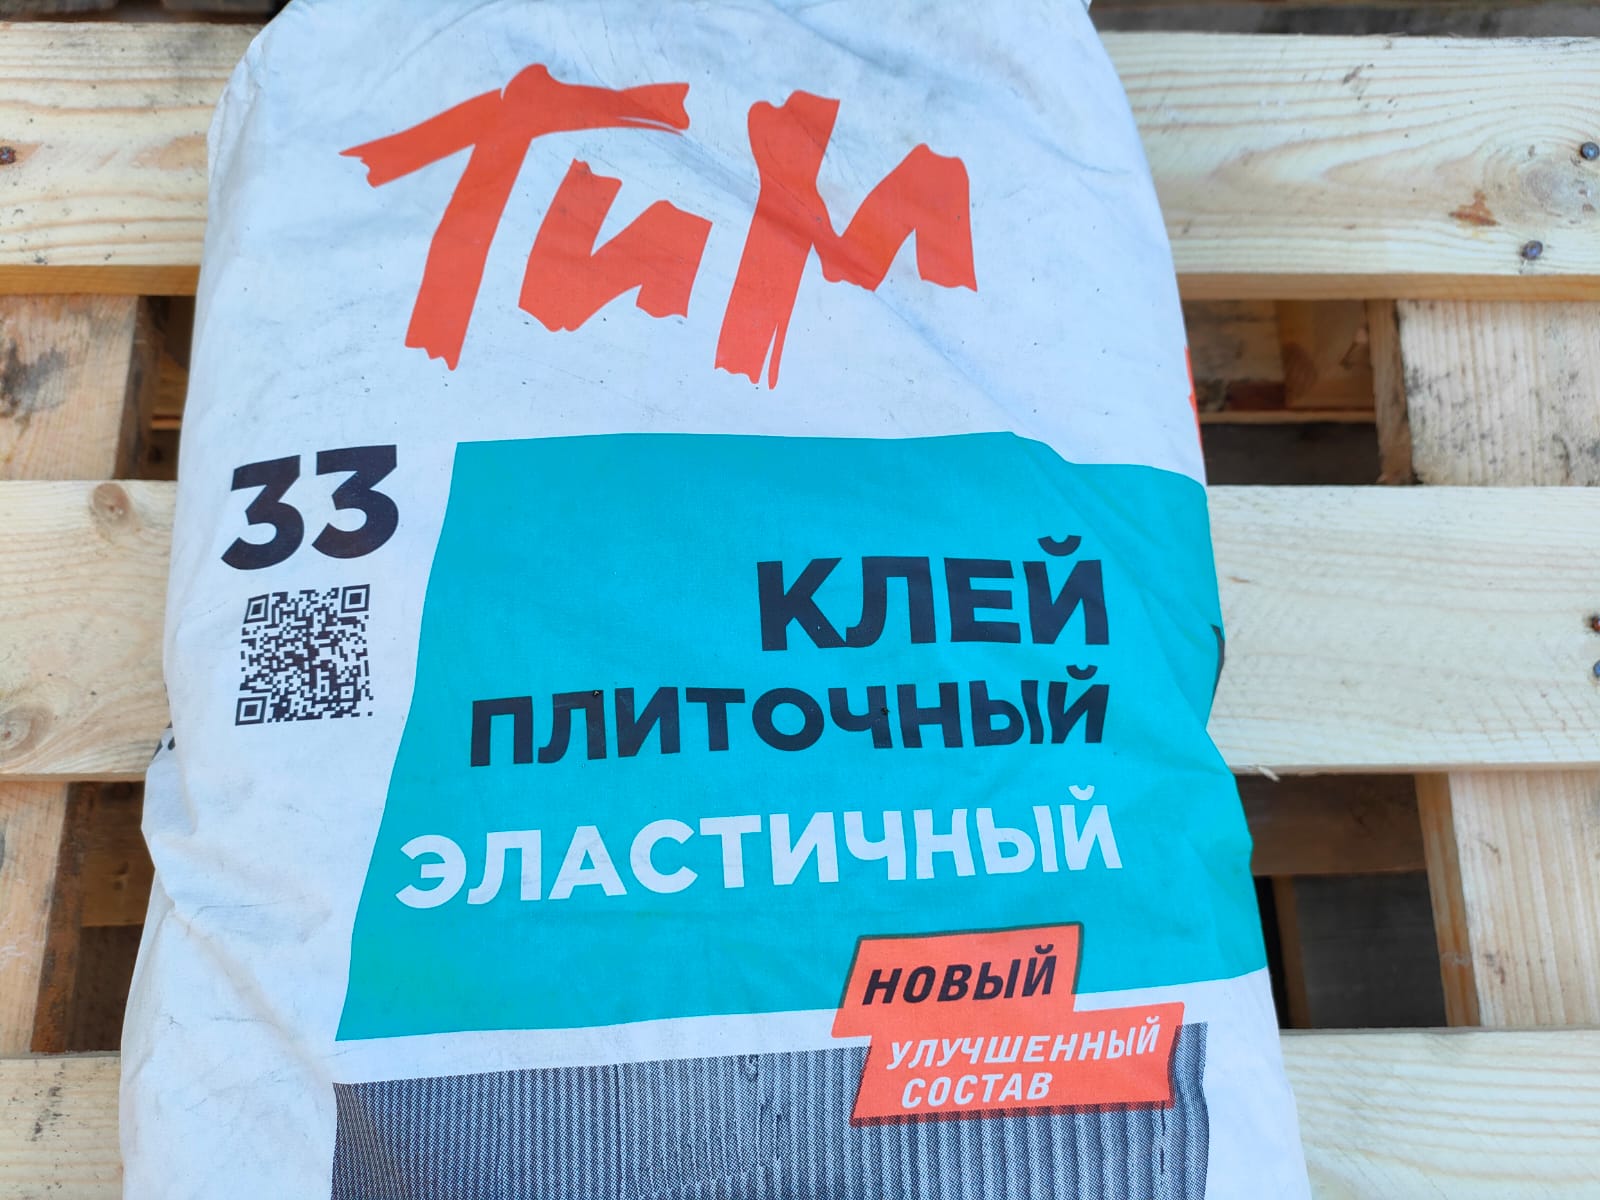 ТиМ
33
КЛЕЙ
ПЛИТОЧНЫЙ
ЭЛАСТИЧНЫЙ
НОВЫЙ
УЛУЧШЕННЫЙ
СОСТАВ